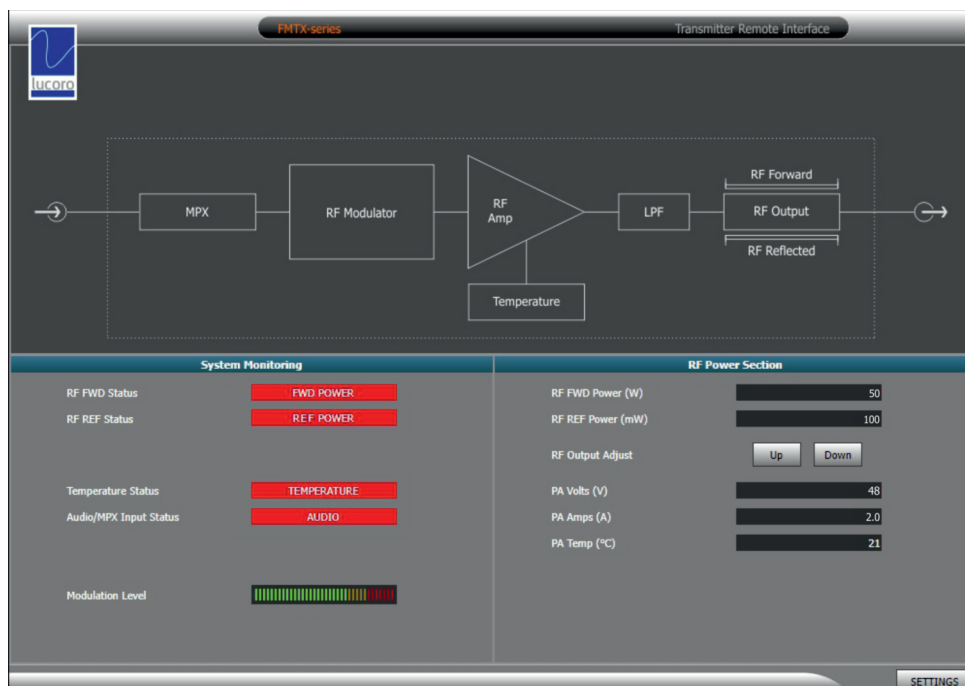 FMTX-series Transmitter Remote Interface
lucoro
RF Forward
MPX RF Modulator RF LPF RF Output
Amp
RF Reflected
Temperature
System Monitoring RF Power Section
RF FWD Status FWD POWER RF FWD Power (W) 50
RF REF Status REF POWER RF REF Power (mW) 100
RF Output Adjust Up Down
Temperature Status TEMPERATURE PA Volts (V) 48
Audio/MPX Input Status AUDIO PA Amps (A) 2.0
PA Temp (°C) 21
Modulation Level
SETTINGS